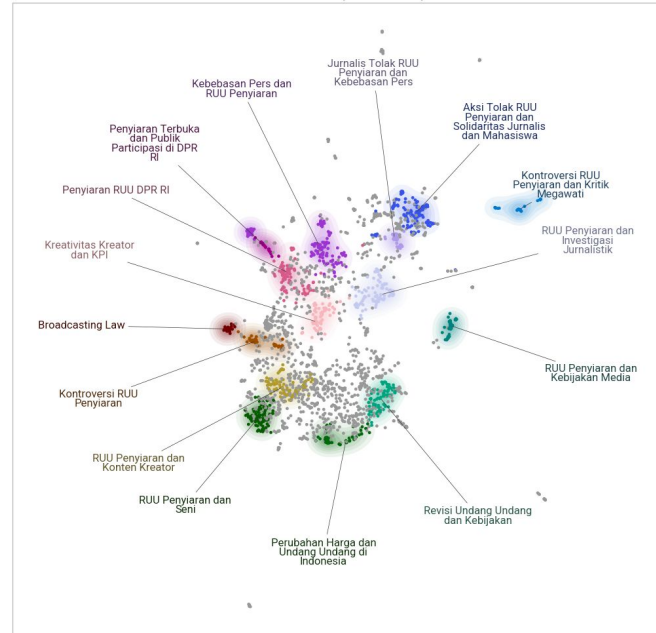 Jurnalis Tolak RUU
Penyiaran dan
Kebebasan Pers
Kebebasan Pers dan
RUU Penyiaran
Aksi Tolak RUU
Penyiaran dan
Solidaritas Jurnalis
dan Mahasiswa
Penyiaran Terbuka
dan Publik
Participasi di DPR
RI
Kontroversi RUU
Penyiaran dan Kritik
Megawati
Penyiaran RUU DPR RI
RUU Penyiaran dan
Investigasi
Jurnalistik
Kreativitas Kreator
dan KPI
Broadcasting Law
RUU Penyiaran dan
Kebijakan Media
Kontroversi RUU
Penyiaran
RUU Penyiaran dan
Konten Kreator
RUU Penyiaran dan
Seni
Revisi Undang Undang
dan Kebijakan
Perubahan Harga dan
Undang Undang di
Indonesia